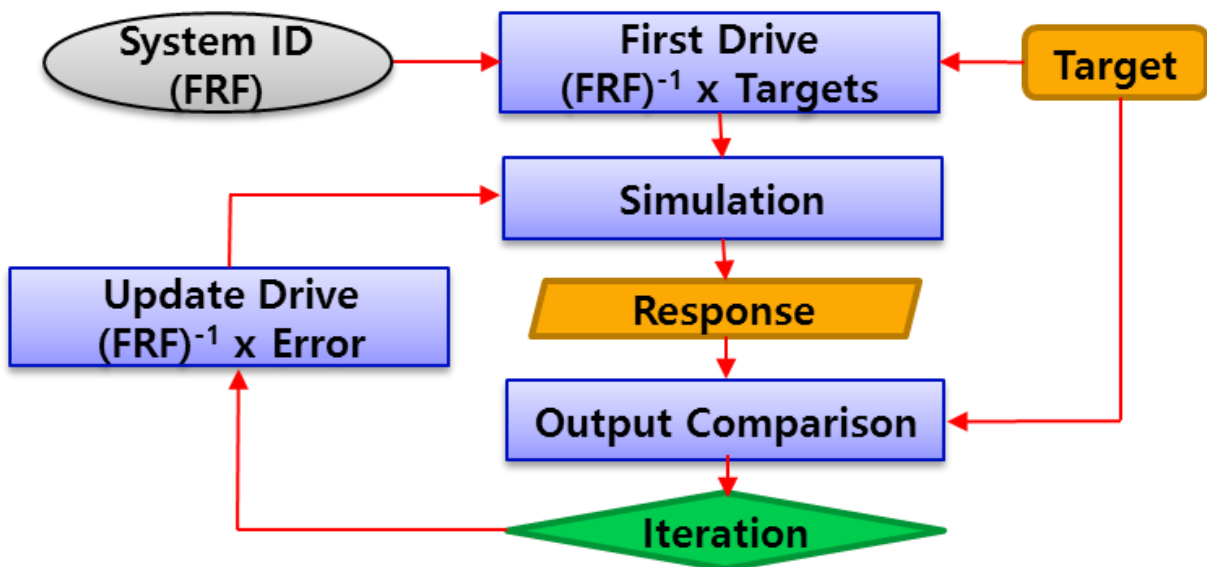 System ID
(FRF)
First Drive
(FRF)⁻¹ x Targets
Target
Simulation
Update Drive
(FRF)⁻¹ x Error
Response
Output Comparison
Iteration